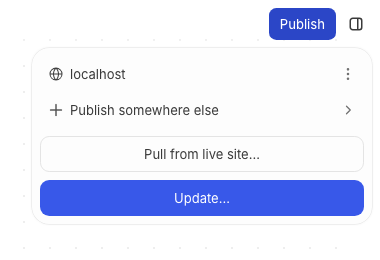 Publish
localhost
Publish somewhere else
Pull from live site...
Update...